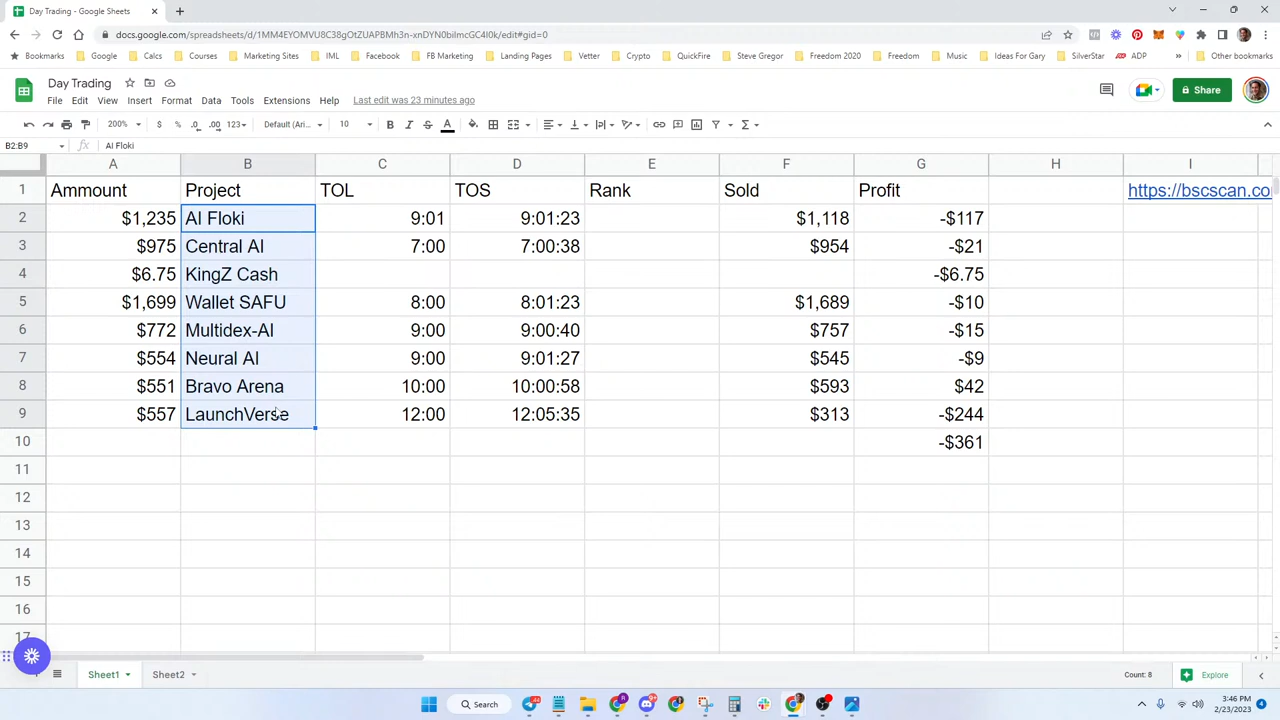 Day Trading - Google Sheets
docs.google.com/spreadsheets/d/1MM4EYOMVU8C38gOtZUAPBMh3n-xnDYN0bilmcGC4I0k/edit#gid=0
Bookmarks Google Calcs Courses Marketing Sites IML Facebook FB Marketing Landing Pages Vetter Crypto QuickFire Steve Gregor Freedom 2020 Freedom Music Ideas For Gary SilverStar ADP Other bookmarks
Day Trading
File Edit View Insert Format Data Tools Extensions Help Last edit was 23 minutes ago
Share
200% $ % .0 .00 123 Default (Ari... 10 B I S A
B2:B9 fx AI Floki
A B C D E F G H I
1 Ammount Project TOL TOS Rank Sold Profit https://bscscan.co
2 $1,235 AI Floki 9:01 9:01:23 $1,118 -$117
3 $975 Central AI 7:00 7:00:38 $954 -$21
4 $6.75 KingZ Cash -$6.75
5 $1,699 Wallet SAFU 8:00 8:01:23 $1,689 -$10
6 $772 Multidex-AI 9:00 9:00:40 $757 -$15
7 $554 Neural AI 9:00 9:01:27 $545 -$9
8 $551 Bravo Arena 10:00 10:00:58 $593 $42
9 $557 LaunchVerse 12:00 12:05:35 $313 -$244
10 -$361
11
12
13
14
15
16
17
Sheet1 Sheet2 Count: 8 Explore
Search 3:46 PM
2/23/2023